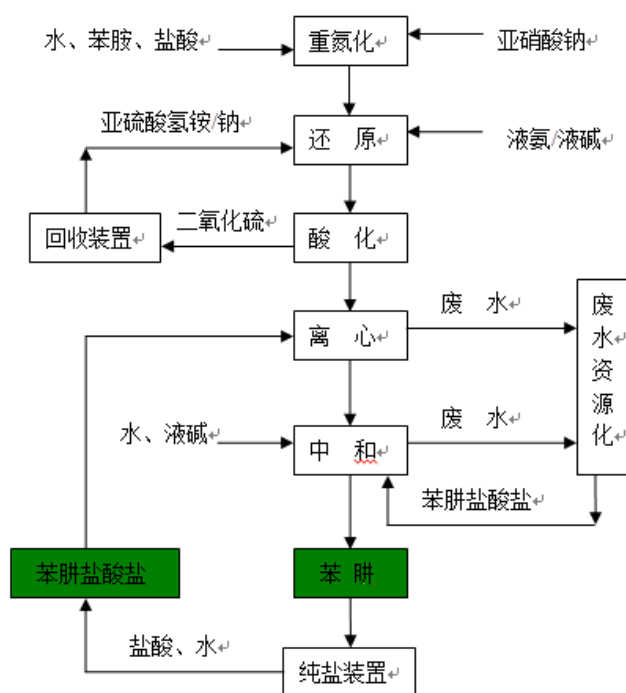 水、苯胺、盐酸
重氮化
亚硝酸钠
亚硫酸氢铵/钠
还 原
液氨/液碱
回收装置
二氧化硫
酸 化
离 心
废 水
废水资源化
水、液碱
中 和
废 水
苯肼盐酸盐
苯肼盐酸盐
苯 肼
盐酸、水
纯盐装置